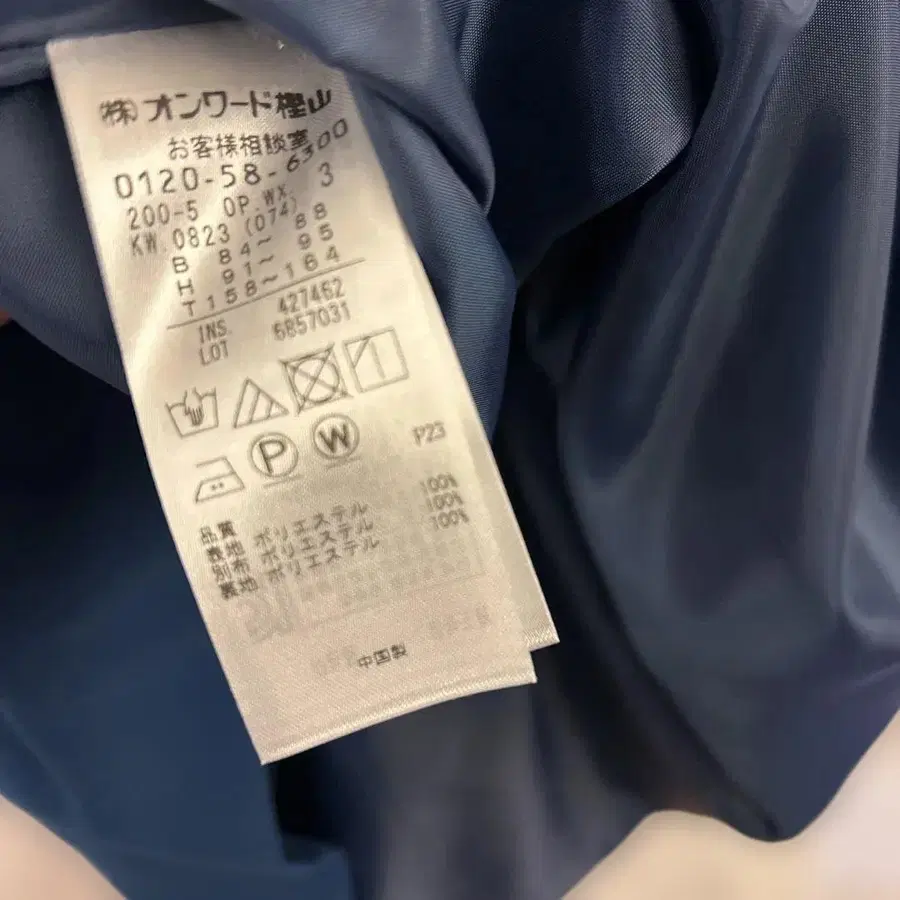 ㈱オンワード樫山
お客様相談室
0120-58-6300
200-5 OP.WX 3
KW.0823 (074)
B 84～ 88
H 91～ 95
T158～164
INS. 427462
LOT 6857031
P W P23
品質
表地 ポリエステル 100%
別布 ポリエステル 100%
裏地 ポリエステル 100%
中国製